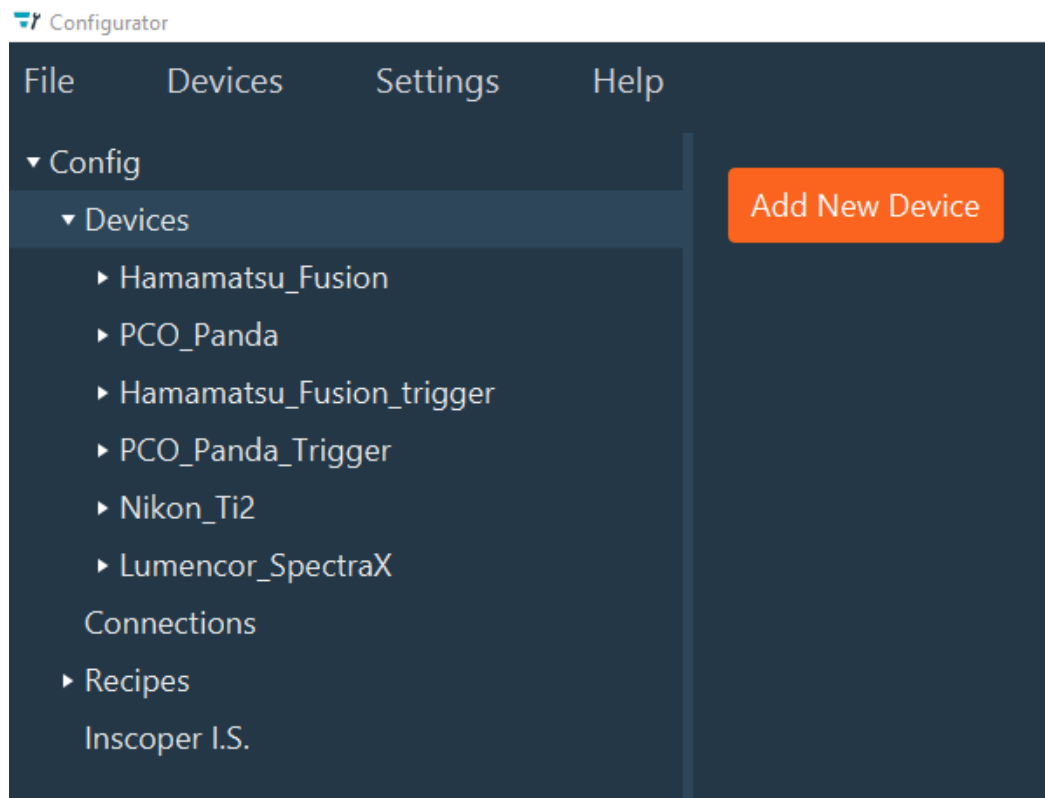 Configurator
File Devices Settings Help
Config
Devices
Add New Device
Hamamatsu_Fusion
PCO_Panda
Hamamatsu_Fusion_trigger
PCO_Panda_Trigger
Nikon_Ti2
Lumencor_SpectraX
Connections
Recipes
Inscoper I.S.